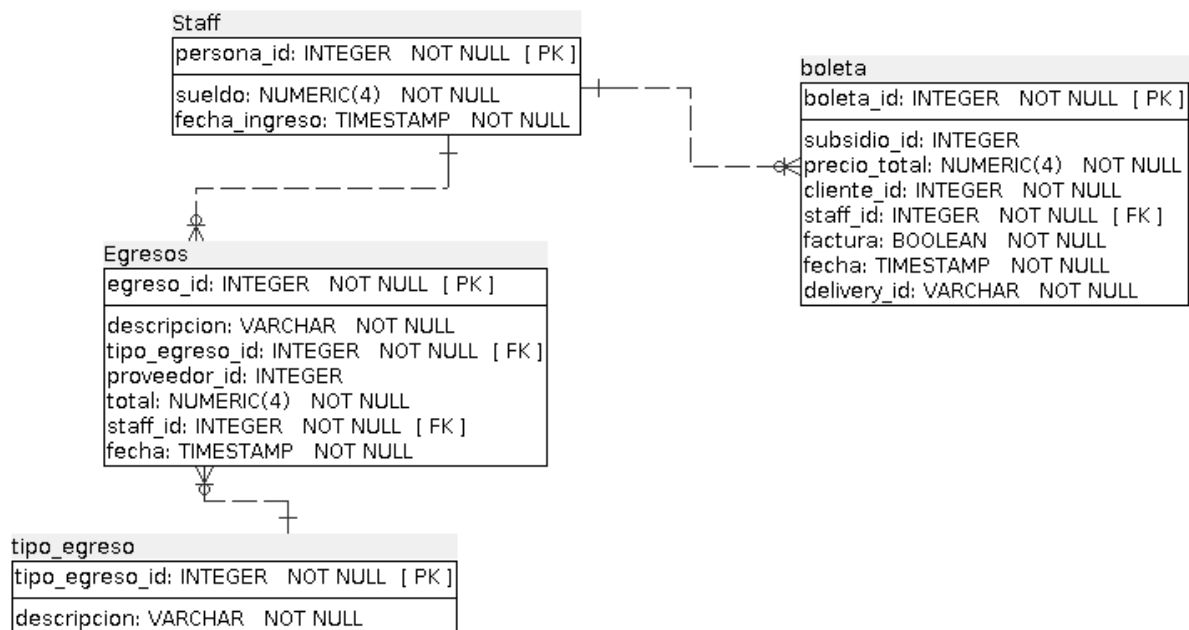 Staff
persona_id: INTEGER NOT NULL [ PK ]
sueldo: NUMERIC(4) NOT NULL
fecha_ingreso: TIMESTAMP NOT NULL
boleta
boleta_id: INTEGER NOT NULL [ PK ]
subsidio_id: INTEGER
precio_total: NUMERIC(4) NOT NULL
cliente_id: INTEGER NOT NULL
staff_id: INTEGER NOT NULL [ FK ]
factura: BOOLEAN NOT NULL
fecha: TIMESTAMP NOT NULL
delivery_id: VARCHAR NOT NULL
Egresos
egreso_id: INTEGER NOT NULL [ PK ]
descripcion: VARCHAR NOT NULL
tipo_egreso_id: INTEGER NOT NULL [ FK ]
proveedor_id: INTEGER
total: NUMERIC(4) NOT NULL
staff_id: INTEGER NOT NULL [ FK ]
fecha: TIMESTAMP NOT NULL
tipo_egreso
tipo_egreso_id: INTEGER NOT NULL [ PK ]
descripcion: VARCHAR NOT NULL